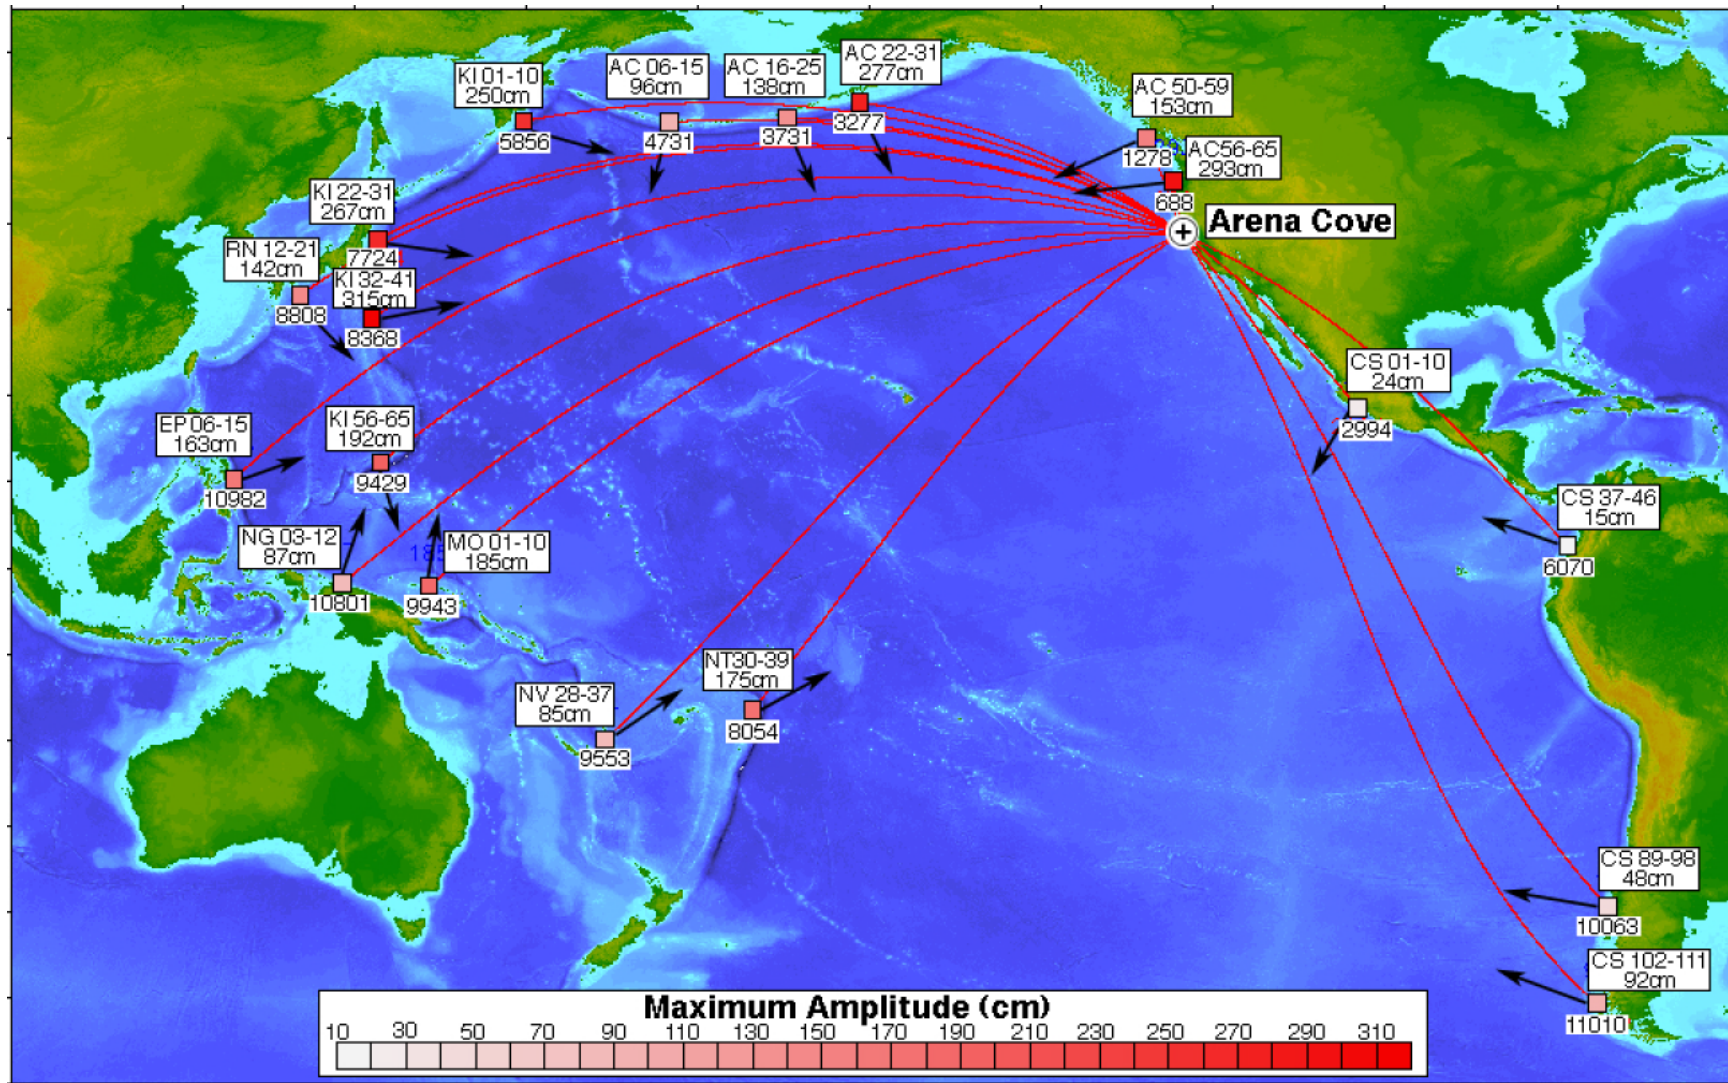 AC 22-31
277cm
3277
AC 06-15
96cm
4731
AC 16-25
138cm
3731
KI 01-10
250cm
5856
AC 50-59
153cm
1278
AC56-65
293cm
688
Arena Cove
KI 22-31
267cm
7724
RN 12-21
142cm
8808
KI 32-41
315cm
8368
CS 01-10
24cm
2994
EP 06-15
163cm
10982
KI 56-65
192cm
9429
CS 37-46
15cm
6070
NG 03-12
87cm
10801
MO 01-10
185cm
9943
NT30-39
175cm
8054
NV 28-37
85cm
9553
CS 89-98
48cm
10063
CS 102-111
92cm
11010
Maximum Amplitude (cm)
10 30 50 70 90 110 130 150 170 190 210 230 250 270 290 310